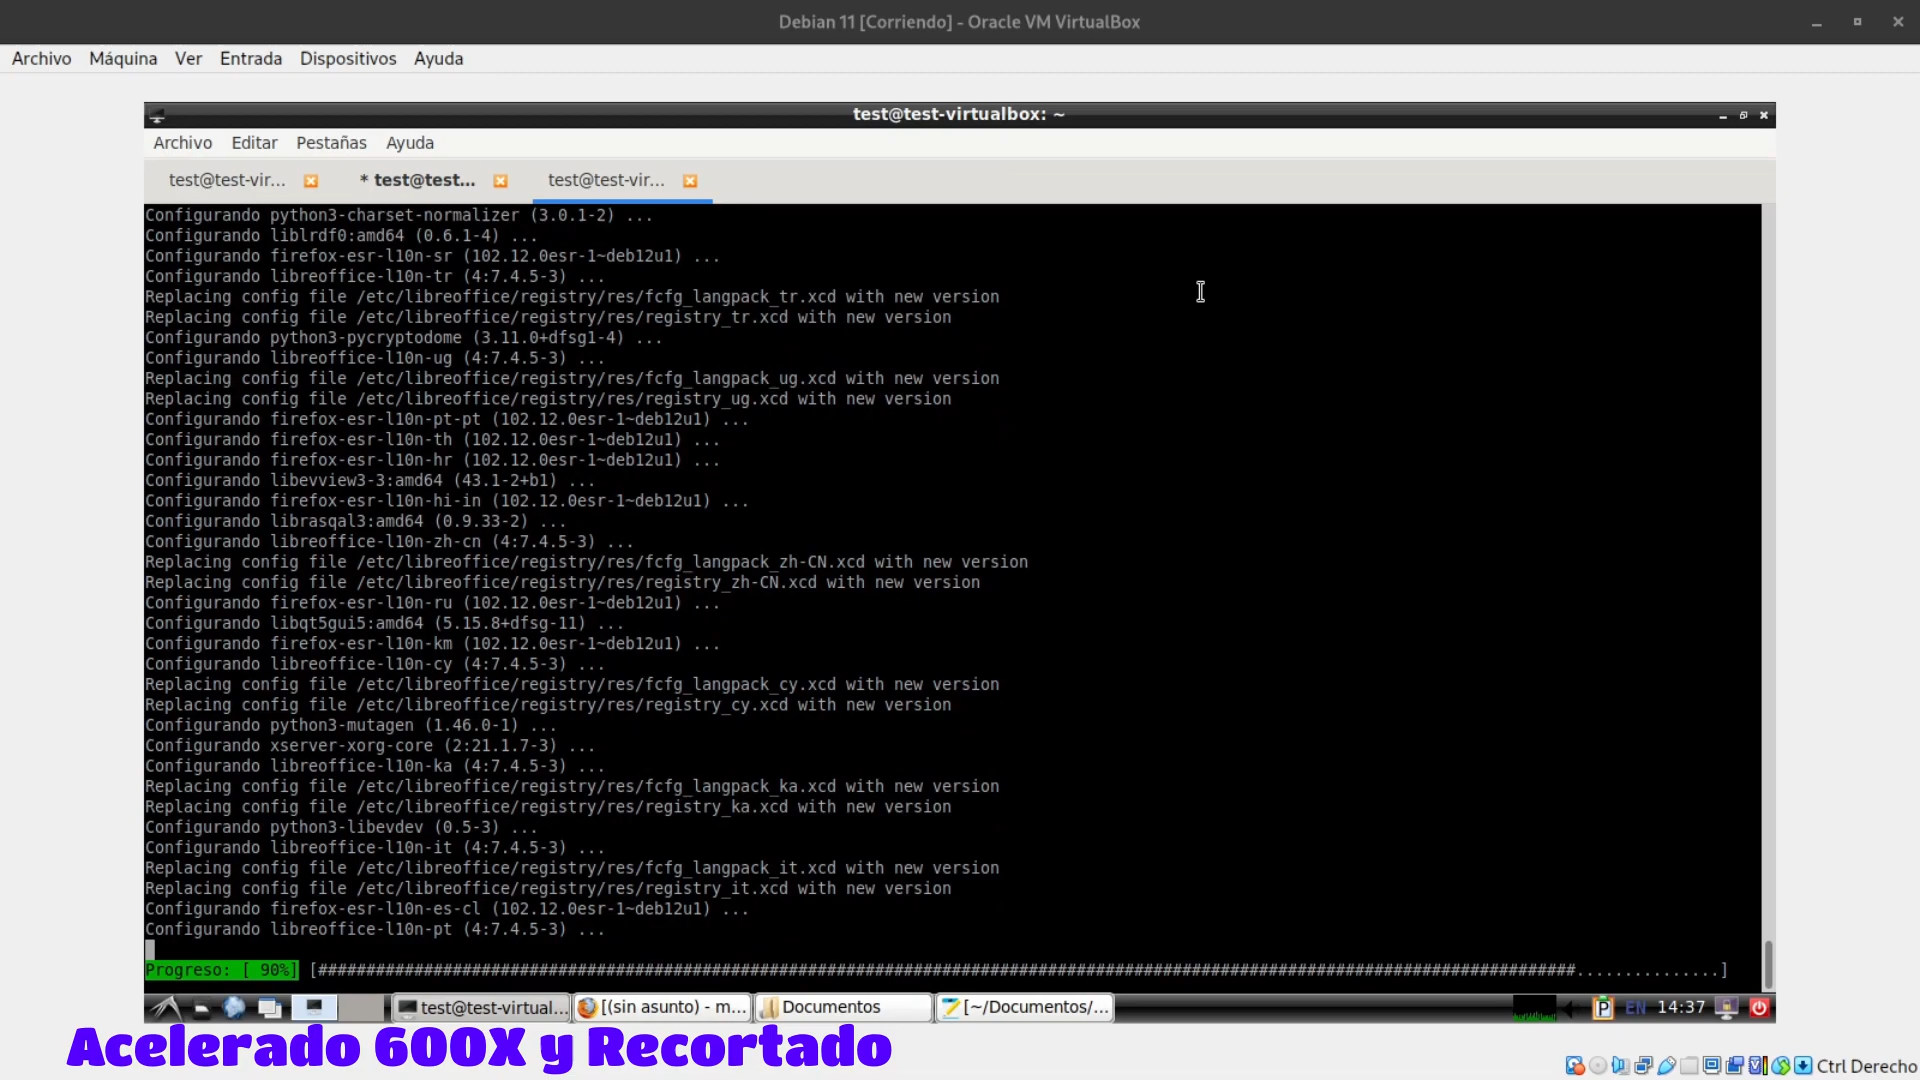 Debian 11 [Corriendo] - Oracle VM VirtualBox
Archivo Máquina Ver Entrada Dispositivos Ayuda
test@test-virtualbox: ~
Archivo Editar Pestañas Ayuda
test@test-vir... * test@test... test@test-vir...
Configurando python3-charset-normalizer (3.0.1-2) ...
Configurando liblrdf0:amd64 (0.6.1-4) ...
Configurando firefox-esr-l10n-sr (102.12.0esr-1~deb12u1) ...
Configurando libreoffice-l10n-tr (4:7.4.5-3) ...
Replacing config file /etc/libreoffice/registry/res/fcfg_langpack_tr.xcd with new version
Replacing config file /etc/libreoffice/registry/res/registry_tr.xcd with new version
Configurando python3-pycryptodome (3.11.0+dfsg1-4) ...
Configurando libreoffice-l10n-ug (4:7.4.5-3) ...
Replacing config file /etc/libreoffice/registry/res/fcfg_langpack_ug.xcd with new version
Replacing config file /etc/libreoffice/registry/res/registry_ug.xcd with new version
Configurando firefox-esr-l10n-pt-pt (102.12.0esr-1~deb12u1) ...
Configurando firefox-esr-l10n-th (102.12.0esr-1~deb12u1) ...
Configurando firefox-esr-l10n-hr (102.12.0esr-1~deb12u1) ...
Configurando libevview3-3:amd64 (43.1-2+b1) ...
Configurando firefox-esr-l10n-hi-in (102.12.0esr-1~deb12u1) ...
Configurando librasqal3:amd64 (0.9.33-2) ...
Configurando libreoffice-l10n-zh-cn (4:7.4.5-3) ...
Replacing config file /etc/libreoffice/registry/res/fcfg_langpack_zh-CN.xcd with new version
Replacing config file /etc/libreoffice/registry/res/registry_zh-CN.xcd with new version
Configurando firefox-esr-l10n-ru (102.12.0esr-1~deb12u1) ...
Configurando libqt5gui5:amd64 (5.15.8+dfsg-11) ...
Configurando firefox-esr-l10n-km (102.12.0esr-1~deb12u1) ...
Configurando libreoffice-l10n-cy (4:7.4.5-3) ...
Replacing config file /etc/libreoffice/registry/res/fcfg_langpack_cy.xcd with new version
Replacing config file /etc/libreoffice/registry/res/registry_cy.xcd with new version
Configurando python3-mutagen (1.46.0-1) ...
Configurando xserver-xorg-core (2:21.1.7-3) ...
Configurando libreoffice-l10n-ka (4:7.4.5-3) ...
Replacing config file /etc/libreoffice/registry/res/fcfg_langpack_ka.xcd with new version
Replacing config file /etc/libreoffice/registry/res/registry_ka.xcd with new version
Configurando python3-libevdev (0.5-3) ...
Configurando libreoffice-l10n-it (4:7.4.5-3) ...
Replacing config file /etc/libreoffice/registry/res/fcfg_langpack_it.xcd with new version
Replacing config file /etc/libreoffice/registry/res/registry_it.xcd with new version
Configurando firefox-esr-l10n-es-cl (102.12.0esr-1~deb12u1) ...
Configurando libreoffice-l10n-pt (4:7.4.5-3) ...
Progreso: [ 90%] [###################################################################################################################################...............]
test@test-virtual... [(sin asunto) - m... Documentos [~/Documentos/... P EN 14:37
Acelerado 600X y Recortado
Ctrl Derecho